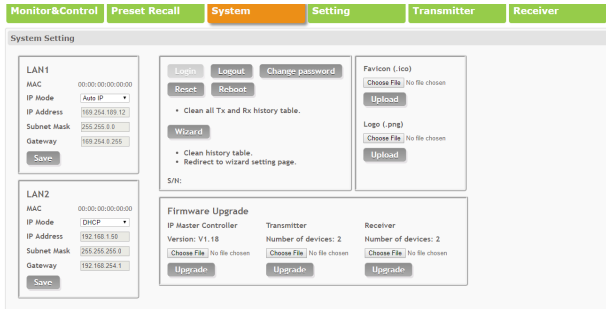 Monitor&Control Preset Recall System Setting Transmitter Receiver
System Setting
LAN1
MAC 00:00:00:00:00:00
IP Mode Auto IP
IP Address 169.254.189.12
Subnet Mask 255.255.0.0
Gateway 169.254.0.255
Save
LAN2
MAC 00:00:00:00:00:00
IP Mode DHCP
IP Address 192.168.1.60
Subnet Mask 255.255.255.0
Gateway 192.168.254.1
Save
Login Logout Change password
Reset Reboot
• Clean all Tx and Rx history table.
Wizard
• Clean history table.
• Redirect to wizard setting page.
S/N:
Favicon (.ico)
Choose File No file chosen
Upload
Logo (.png)
Choose File No file chosen
Upload
Firmware Upgrade
IP Master Controller Transmitter Receiver
Version: V1.18 Number of devices: 2 Number of devices: 2
Choose File No file chosen Choose File No file chosen Choose File No file chosen
Upgrade Upgrade Upgrade